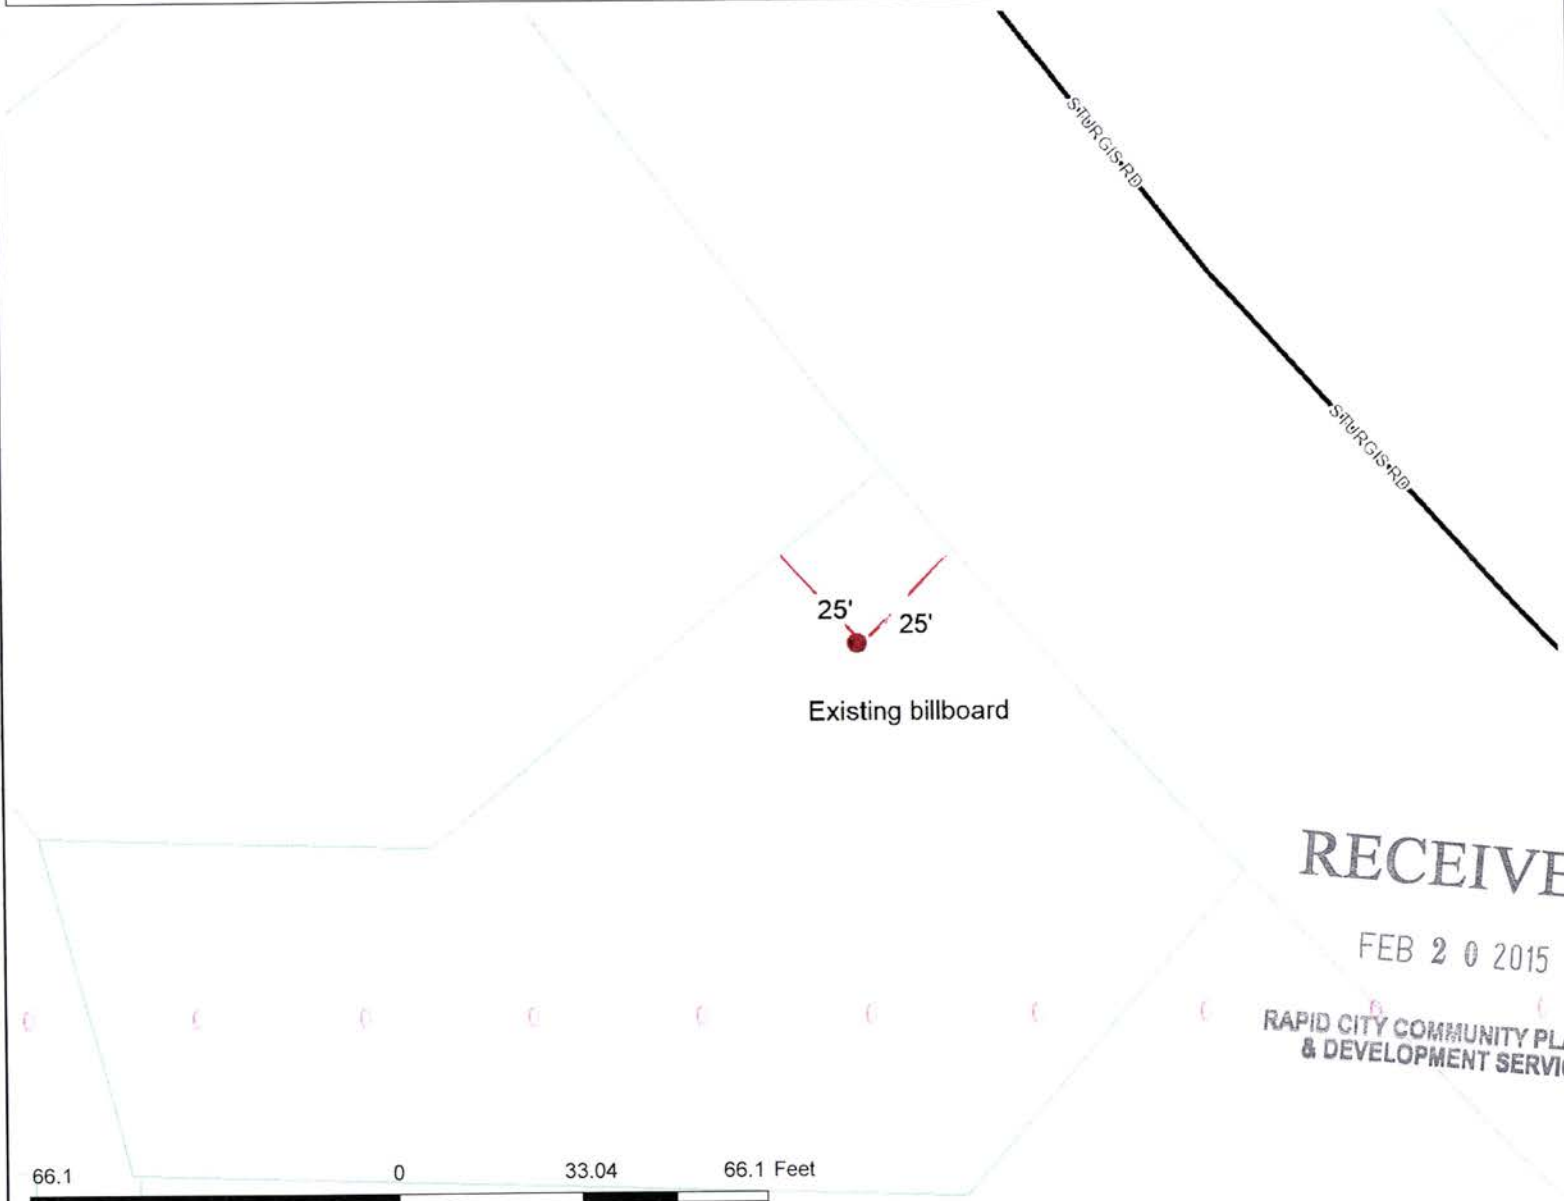 STURGIS RD
STURGIS RD
25'
25'
Existing billboard
RECEIVE
FEB 2 0 2015
RAPID CITY COMMUNITY PLA
& DEVELOPMENT SERVI
66.1 0 33.04 66.1 Feet